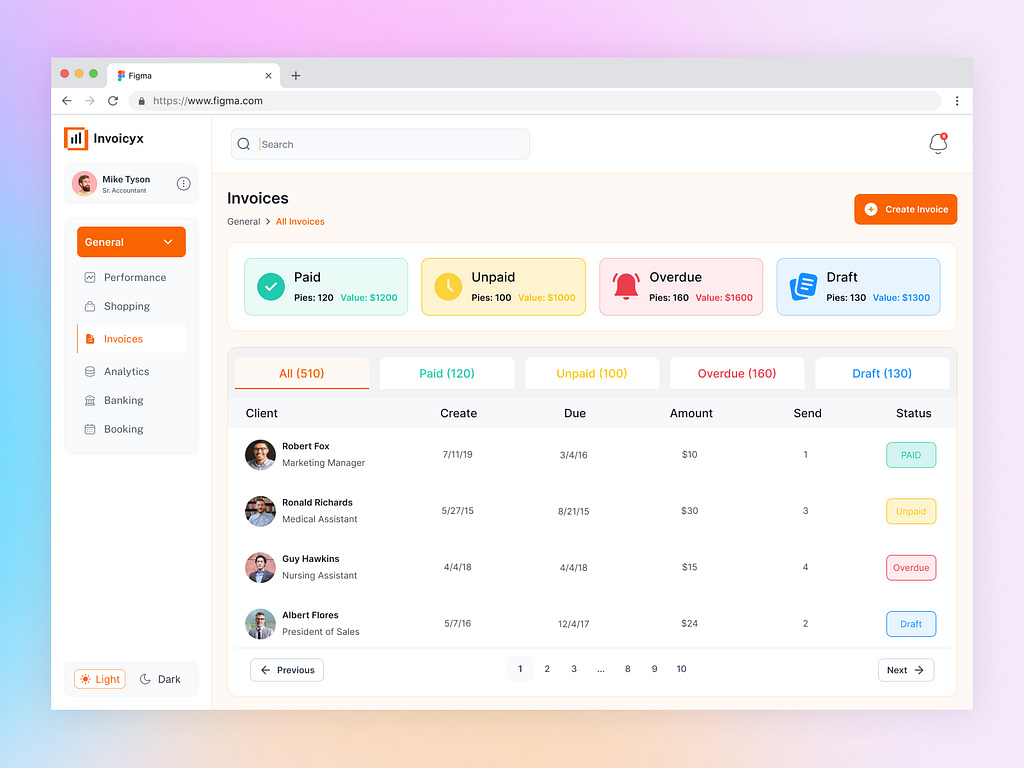 Figma
https://www.figma.com
Invoicyx
Search
Mike Tyson
Sr. Accountant
Invoices
General > All Invoices
Create Invoice
General
Performance
Shopping
Invoices
Analytics
Banking
Booking
Paid
Pies: 120 Value: $1200
Unpaid
Pies: 100 Value: $1000
Overdue
Pies: 160 Value: $1600
Draft
Pies: 130 Value: $1300
All (510) Paid (120) Unpaid (100) Overdue (160) Draft (130)
Client Create Due Amount Send Status
Robert Fox
Marketing Manager
7/11/19 3/4/16 $10 1 PAID
Ronald Richards
Medical Assistant
5/27/15 8/21/15 $30 3 Unpaid
Guy Hawkins
Nursing Assistant
4/4/18 4/4/18 $15 4 Overdue
Albert Flores
President of Sales
5/7/16 12/4/17 $24 2 Draft
Previous 1 2 3 ... 8 9 10 Next
Light Dark